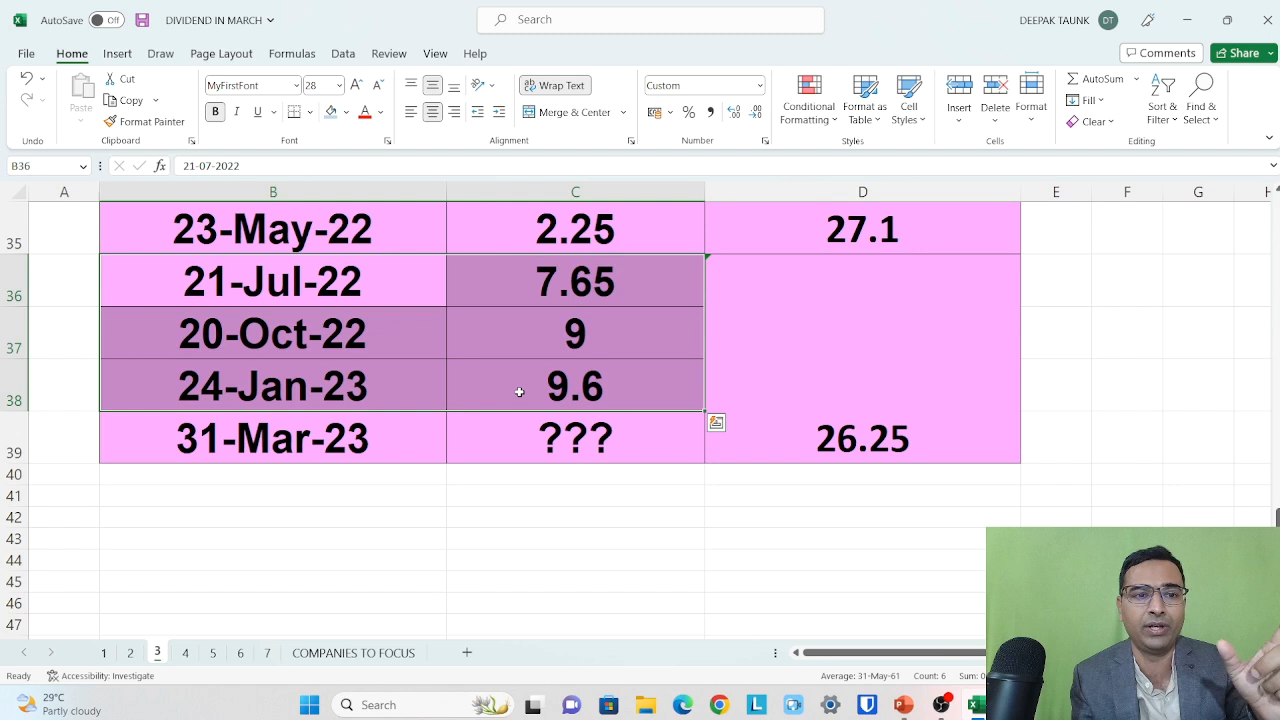 AutoSave Off DIVIDEND IN MARCH Search DEEPAK TAUNK DT
File Home Insert Draw Page Layout Formulas Data Review View Help Comments Share
Cut MyFirstFont 28 Wrap Text Custom AutoSum
Paste Copy Conditional Format as Cell Insert Delete Format Fill Sort & Find &
Format Painter B I U Merge & Center Formatting Table Styles Clear Filter Select
Undo Clipboard Font Alignment Number Styles Cells Editing
B36 fx 21-07-2022
A B C D E F G H
35 23-May-22 2.25 27.1
36 21-Jul-22 7.65
37 20-Oct-22 9
38 24-Jan-23 9.6
39 31-Mar-23 ??? 26.25
40
41
42
43
44
45
46
47
1 2 3 4 5 6 7 COMPANIES TO FOCUS
Ready Accessibility: Investigate Average: 31-May-61 Count: 6 Sum: 0
29°C
Partly cloudy
Search